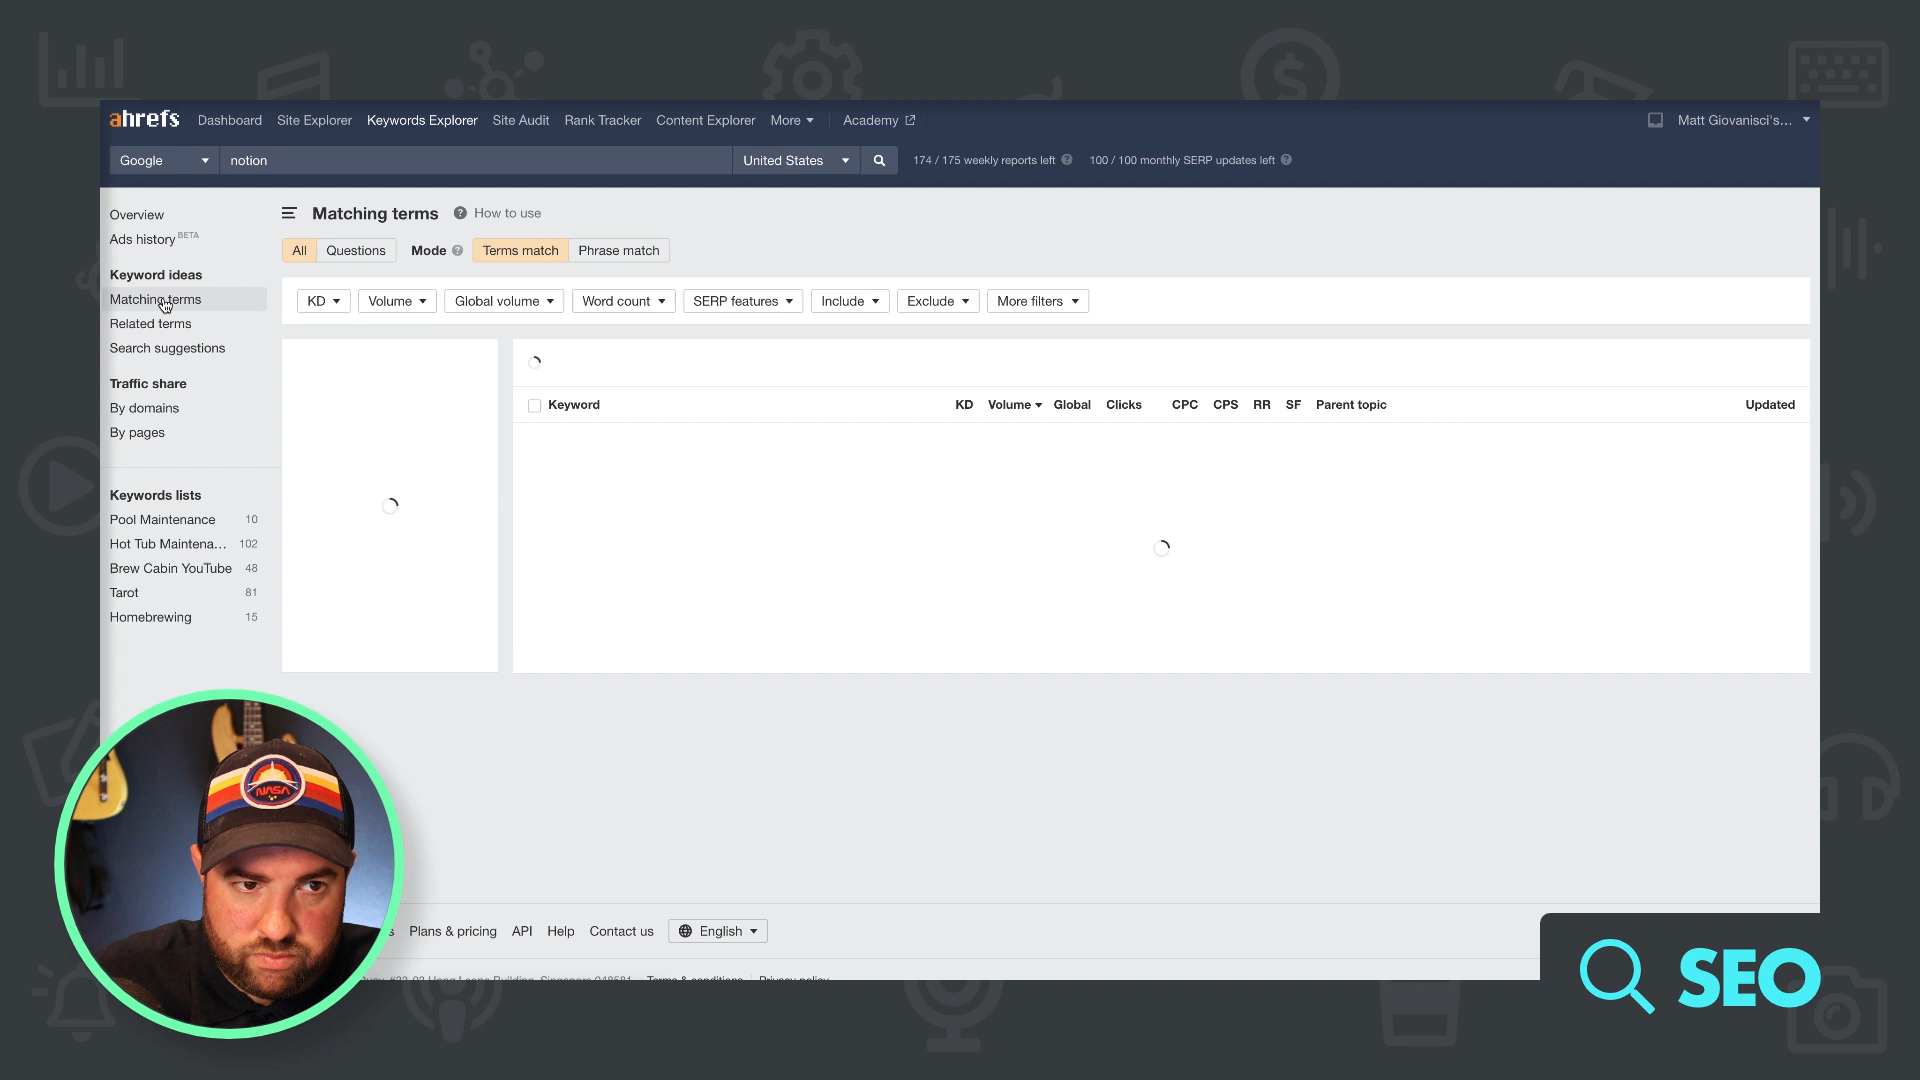 ahrefs Dashboard Site Explorer Keywords Explorer Site Audit Rank Tracker Content Explorer More Academy Matt Giovanisci's...
Google notion United States 174 / 175 weekly reports left 100 / 100 monthly SERP updates left
Overview
Ads history BETA
Keyword ideas
Matching terms
Related terms
Search suggestions
Traffic share
By domains
By pages
Keywords lists
Pool Maintenance 10
Hot Tub Maintena... 102
Brew Cabin YouTube 48
Tarot 81
Homebrewing 15
Matching terms How to use
All Questions Mode Terms match Phrase match
KD Volume Global volume Word count SERP features Include Exclude More filters
Keyword KD Volume Global Clicks CPC CPS RR SF Parent topic Updated
NASA
Plans & pricing API Help Contact us English
Terms & conditions Privacy policy
SEO